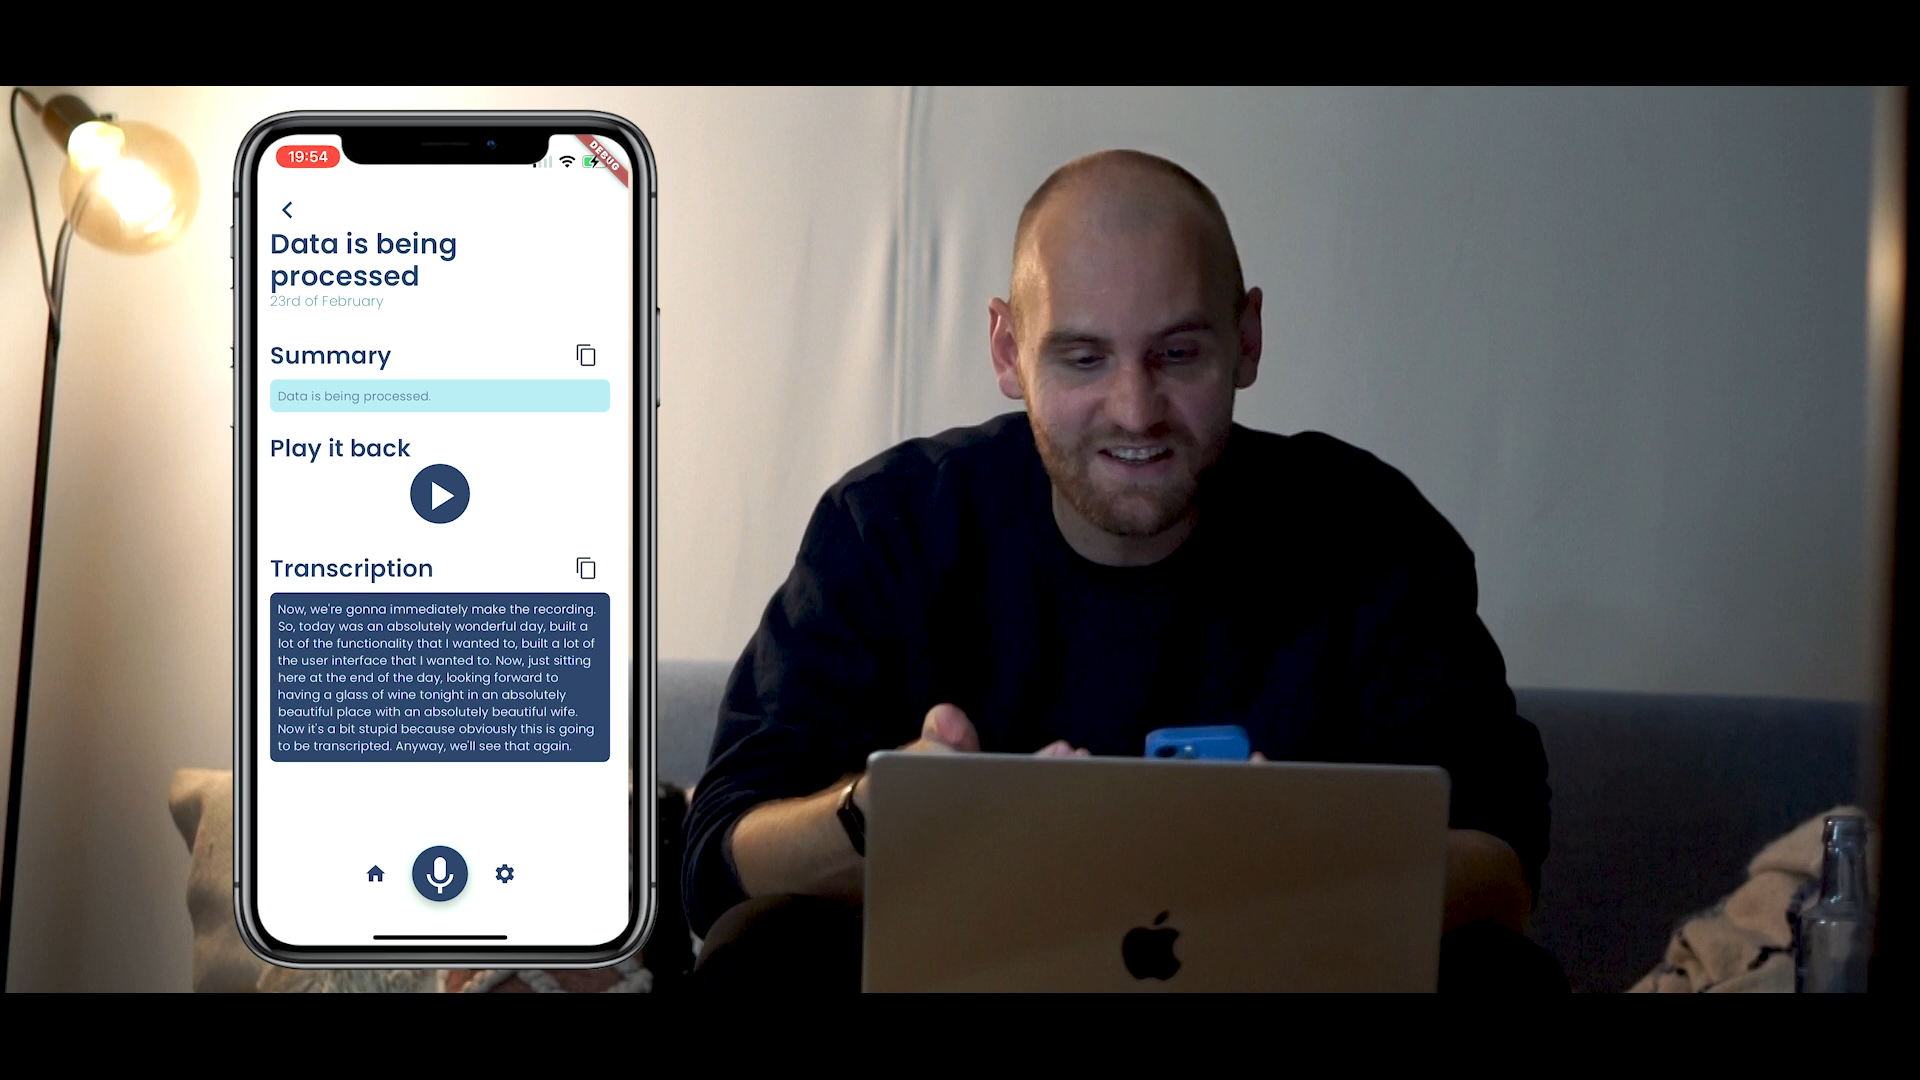 19:54
DEBUG
Data is being
processed
23rd of February
Summary
Data is being processed.
Play it back
Transcription
Now, we're gonna immediately make the recording.
So, today was an absolutely wonderful day, built a
lot of the functionality that I wanted to, built a lot of
the user interface that I wanted to. Now, just sitting
here at the end of the day, looking forward to
having a glass of wine tonight in an absolutely
beautiful place with an absolutely beautiful wife.
Now it's a bit stupid because obviously this is going
to be transcripted. Anyway, we'll see that again.